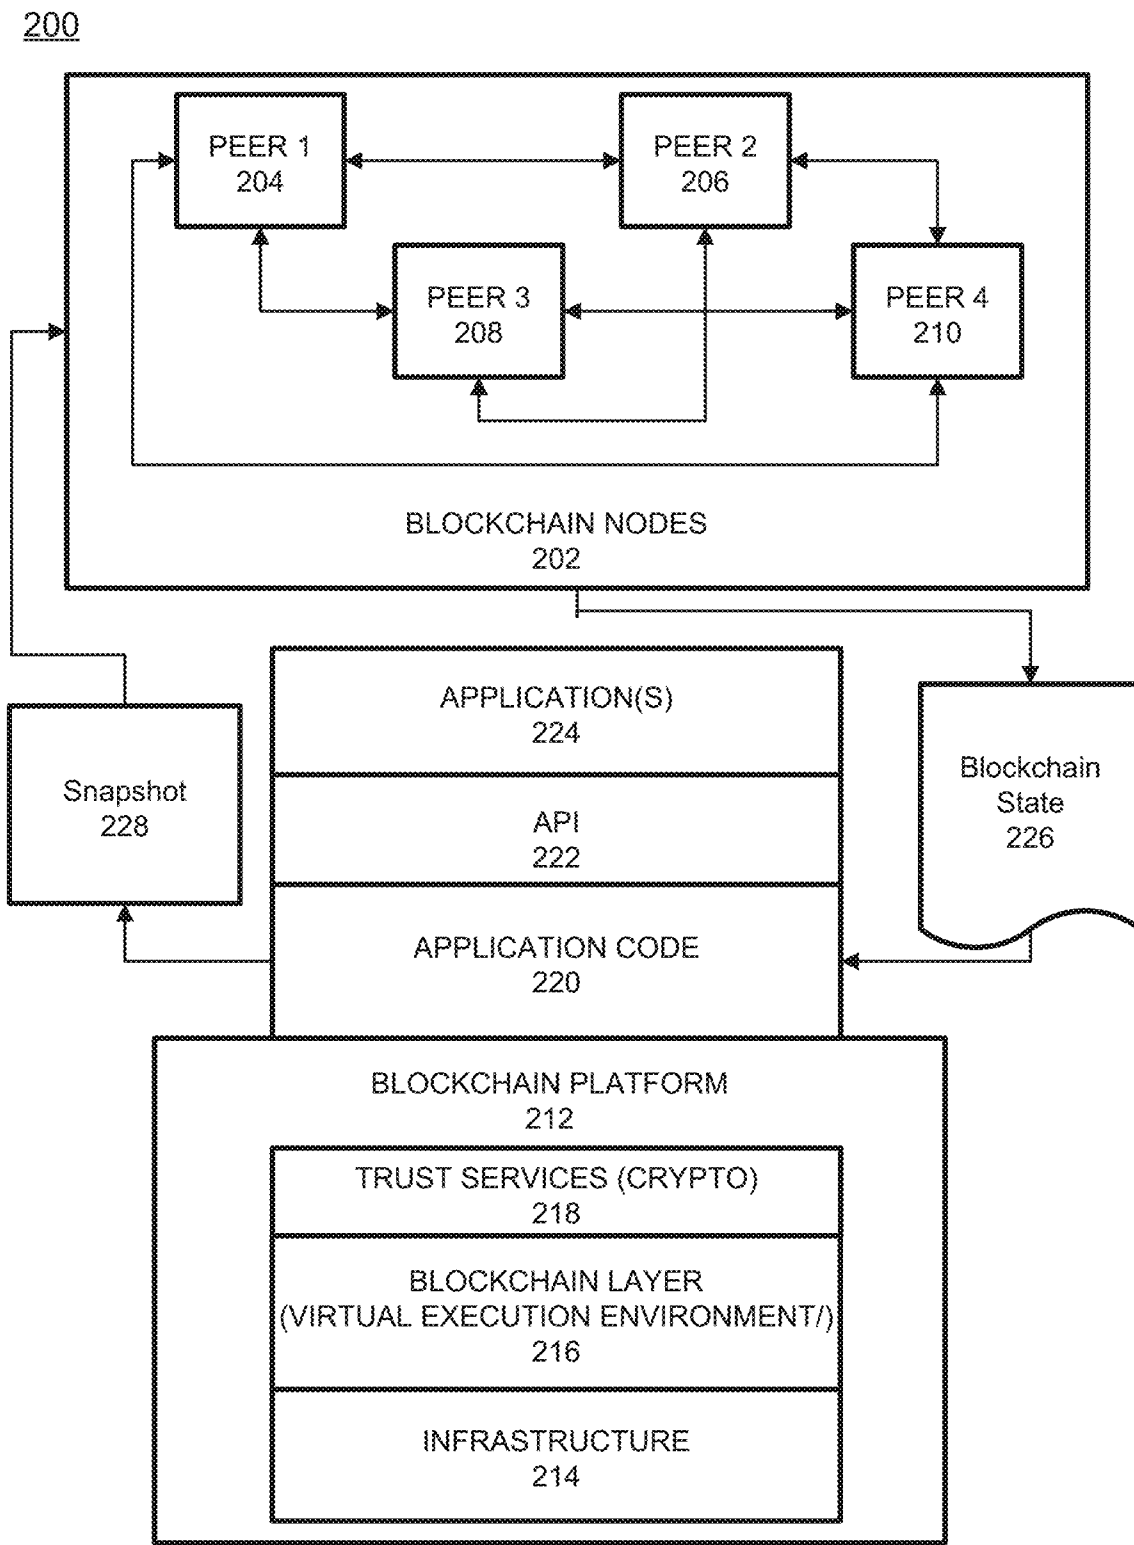 200
PEER 1
204
PEER 2
206
PEER 3
208
PEER 4
210
BLOCKCHAIN NODES
202
APPLICATION(S)
224
Snapshot
228
API
222
Blockchain
State
226
APPLICATION CODE
220
BLOCKCHAIN PLATFORM
212
TRUST SERVICES (CRYPTO)
218
BLOCKCHAIN LAYER
(VIRTUAL EXECUTION ENVIRONMENT/)
216
INFRASTRUCTURE
214